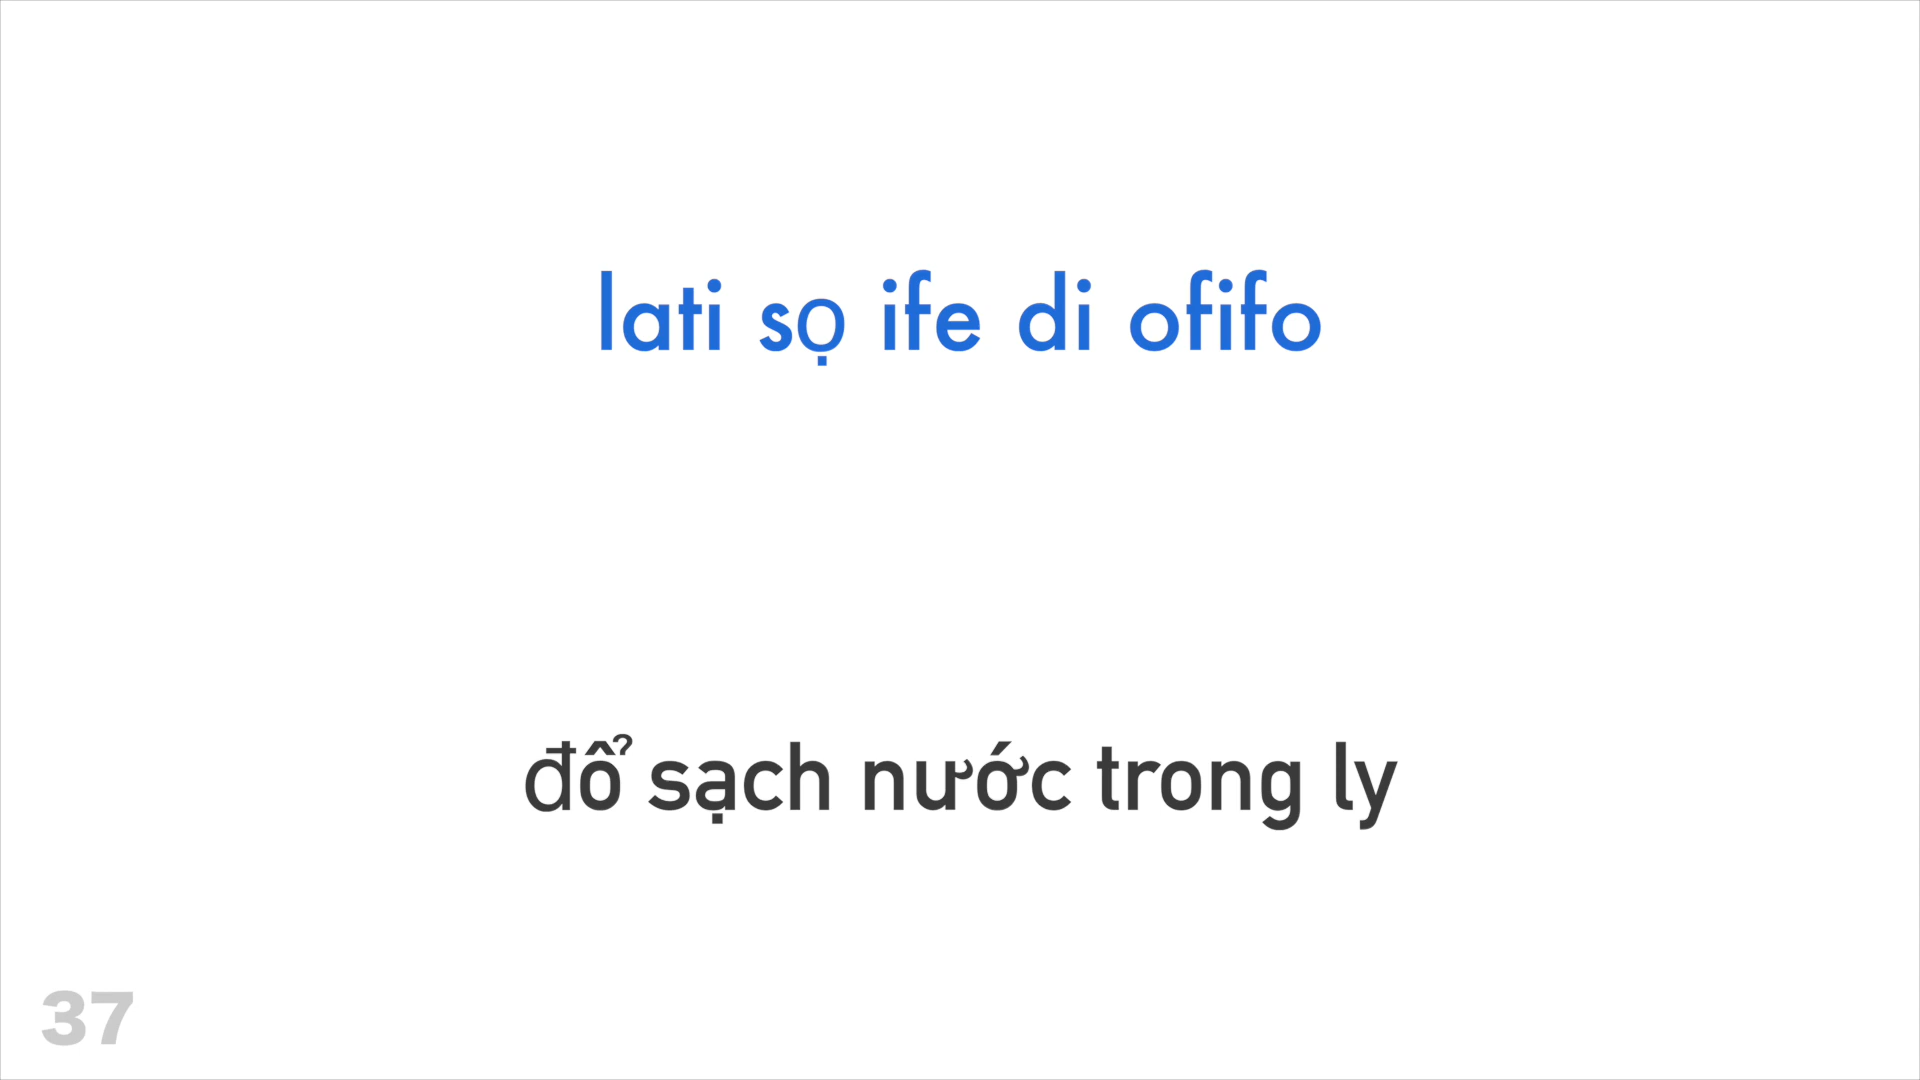 lati sọ ife di ofifo
đổ sạch nước trong ly
37